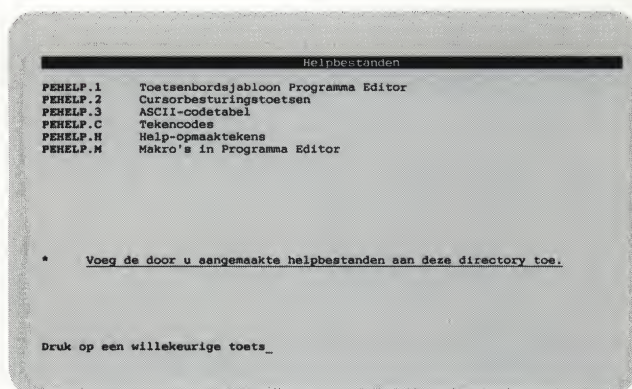 Helpbestanden
PEHELP.1 Toetsenbordsjabloon Programma Editor
PEHELP.2 Cursorbesturingstoetsen
PEHELP.3 ASCII-codetabel
PEHELP.C Tekencodes
PEHELP.H Help-opmaaktekens
PEHELP.M Makro's in Programma Editor
* Voeg de door u aangemaakte helpbestanden aan deze directory toe.
Druk op een willekeurige toets_